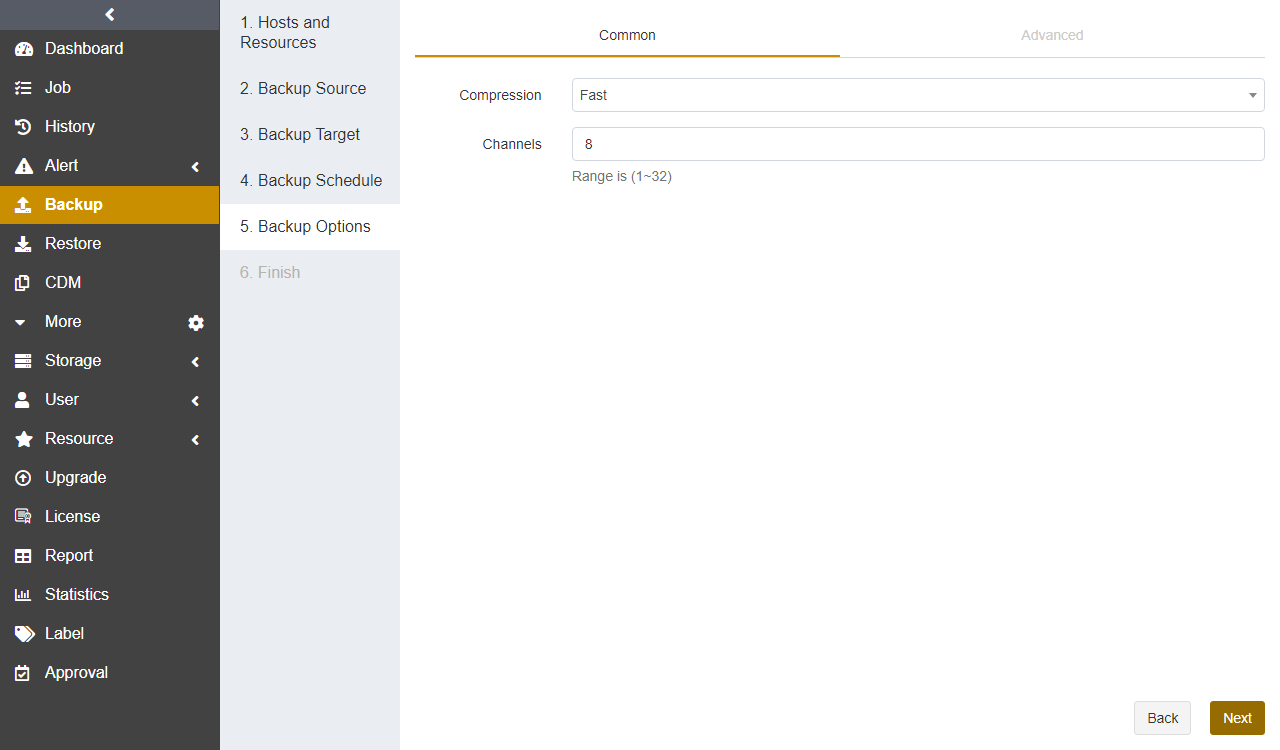 Dashboard
Job
History
Alert
Backup
Restore
CDM
More
Storage
User
Resource
Upgrade
License
Report
Statistics
Label
Approval
1. Hosts and
Resources
2. Backup Source
3. Backup Target
4. Backup Schedule
5. Backup Options
6. Finish
Common
Advanced
Compression
Fast
Channels
8
Range is (1~32)
Back
Next